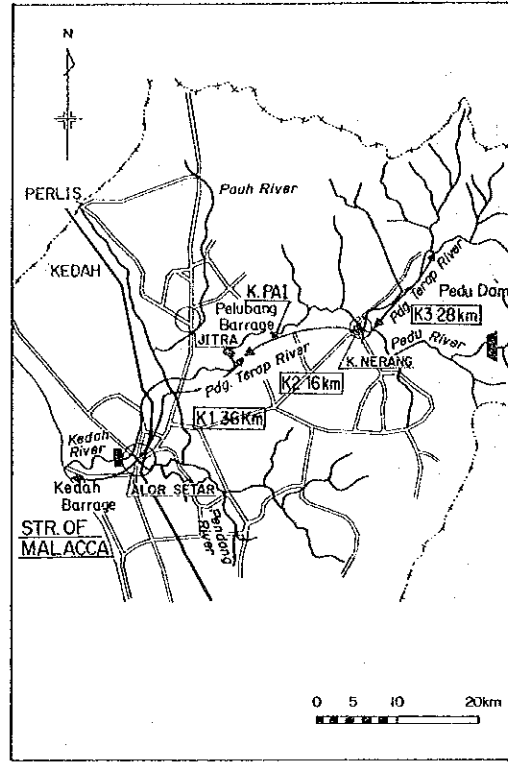 N
PERLIS
Pauh River
KEDAH
K.PAI
Pelubang
Barrage
JITRA
Pdg. Terap River
Pedu Dam
K3 28km
Pedu River
K. NERANG
Pdg. Terap River
K2 16km
K1 36Km
Kedah
River
Kedah
Barrage
ALOR SETAR
Pendang
River
STR. OF
MALACCA
0 5 10 20km